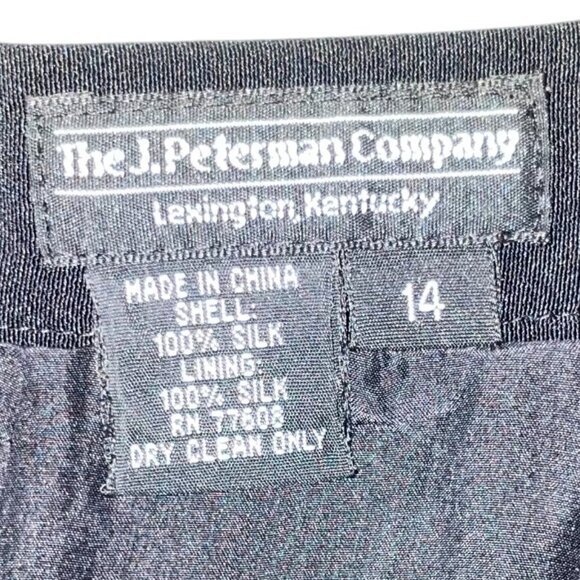 The J. Peterman Company
Lexington, Kentucky
MADE IN CHINA
SHELL:
100% SILK
LINING:
100% SILK
RN 77808
DRY CLEAN ONLY
14